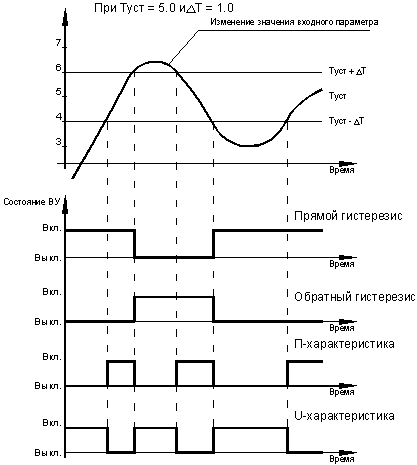 При Туст = 5.0 и△Т = 1.0
Изменение значения входного параметра
7
6
Туст + △Т
5
Туст
4
Туст - △Т
3
Время
Состояние ВУ
Прямой гистерезис
Вкл.
Выкл.
Время
Вкл.
Обратный гистерезис
Выкл.
Время
П-характеристика
Вкл.
Выкл.
Время
U-характеристика
Вкл.
Выкл.
Время